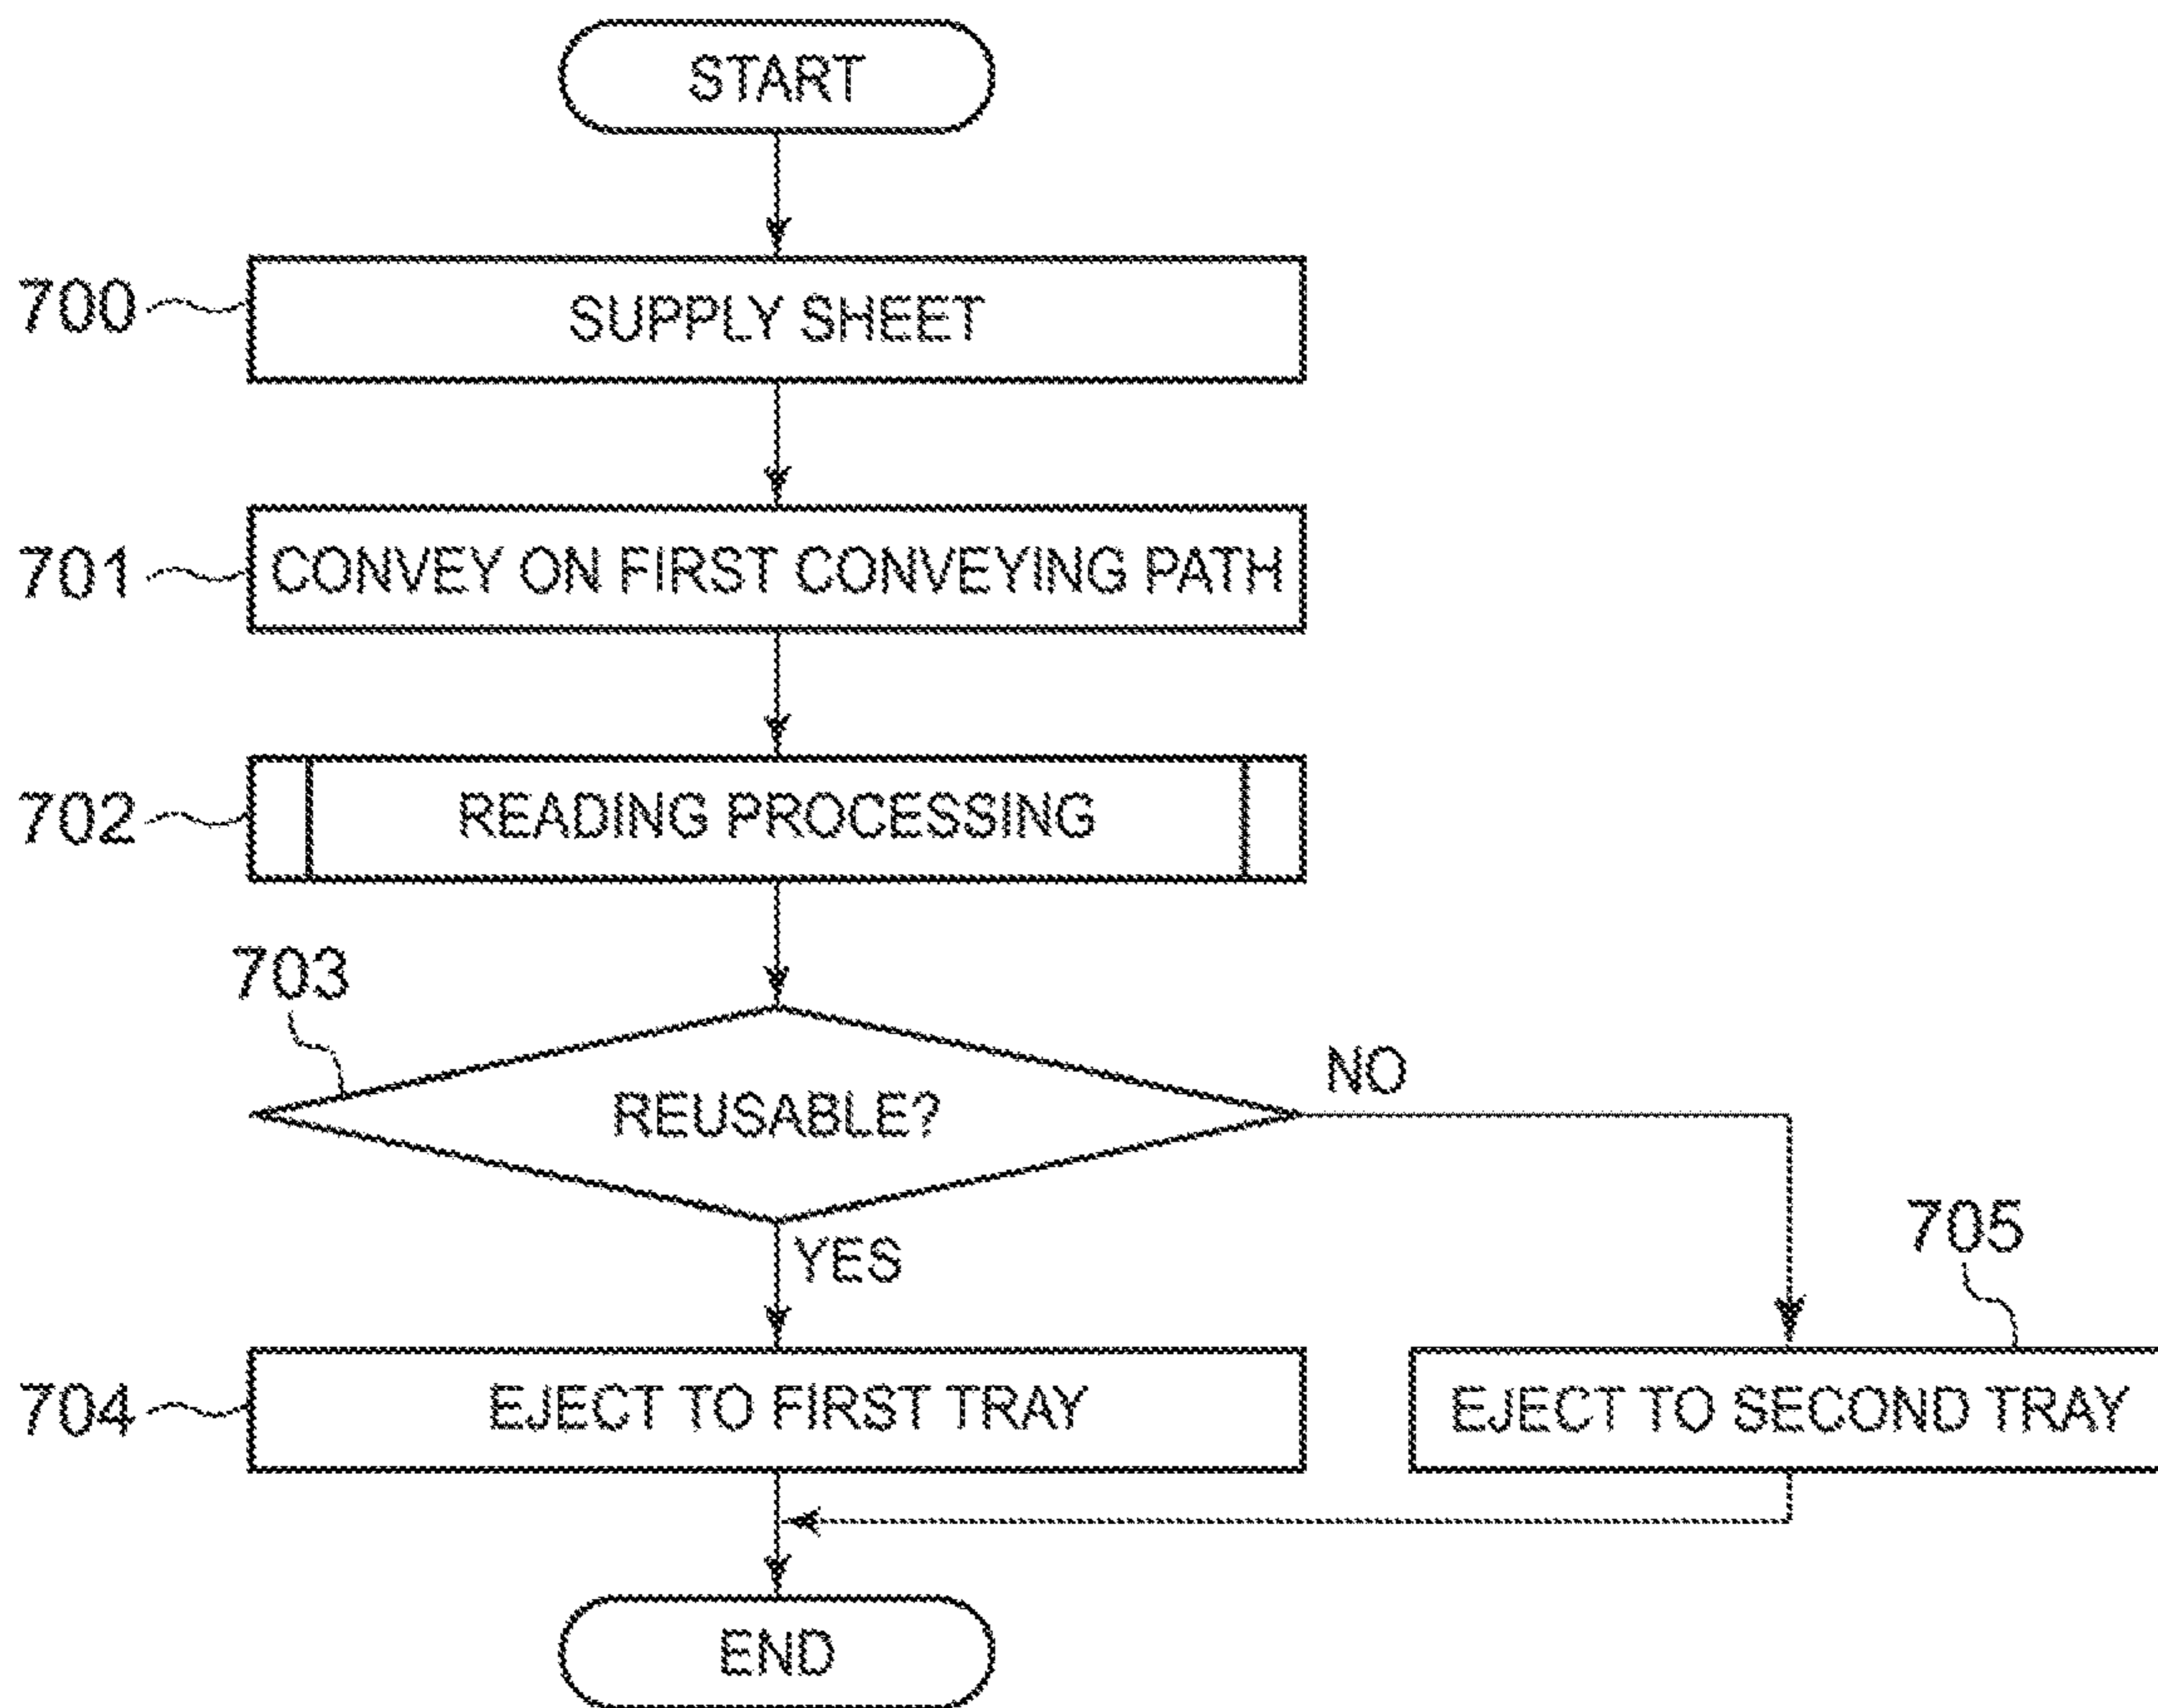 START
700
SUPPLY SHEET
701
CONVEY ON FIRST CONVEYING PATH
702
READING PROCESSING
703
REUSABLE?
NO
YES
705
704
EJECT TO FIRST TRAY
EJECT TO SECOND TRAY
END